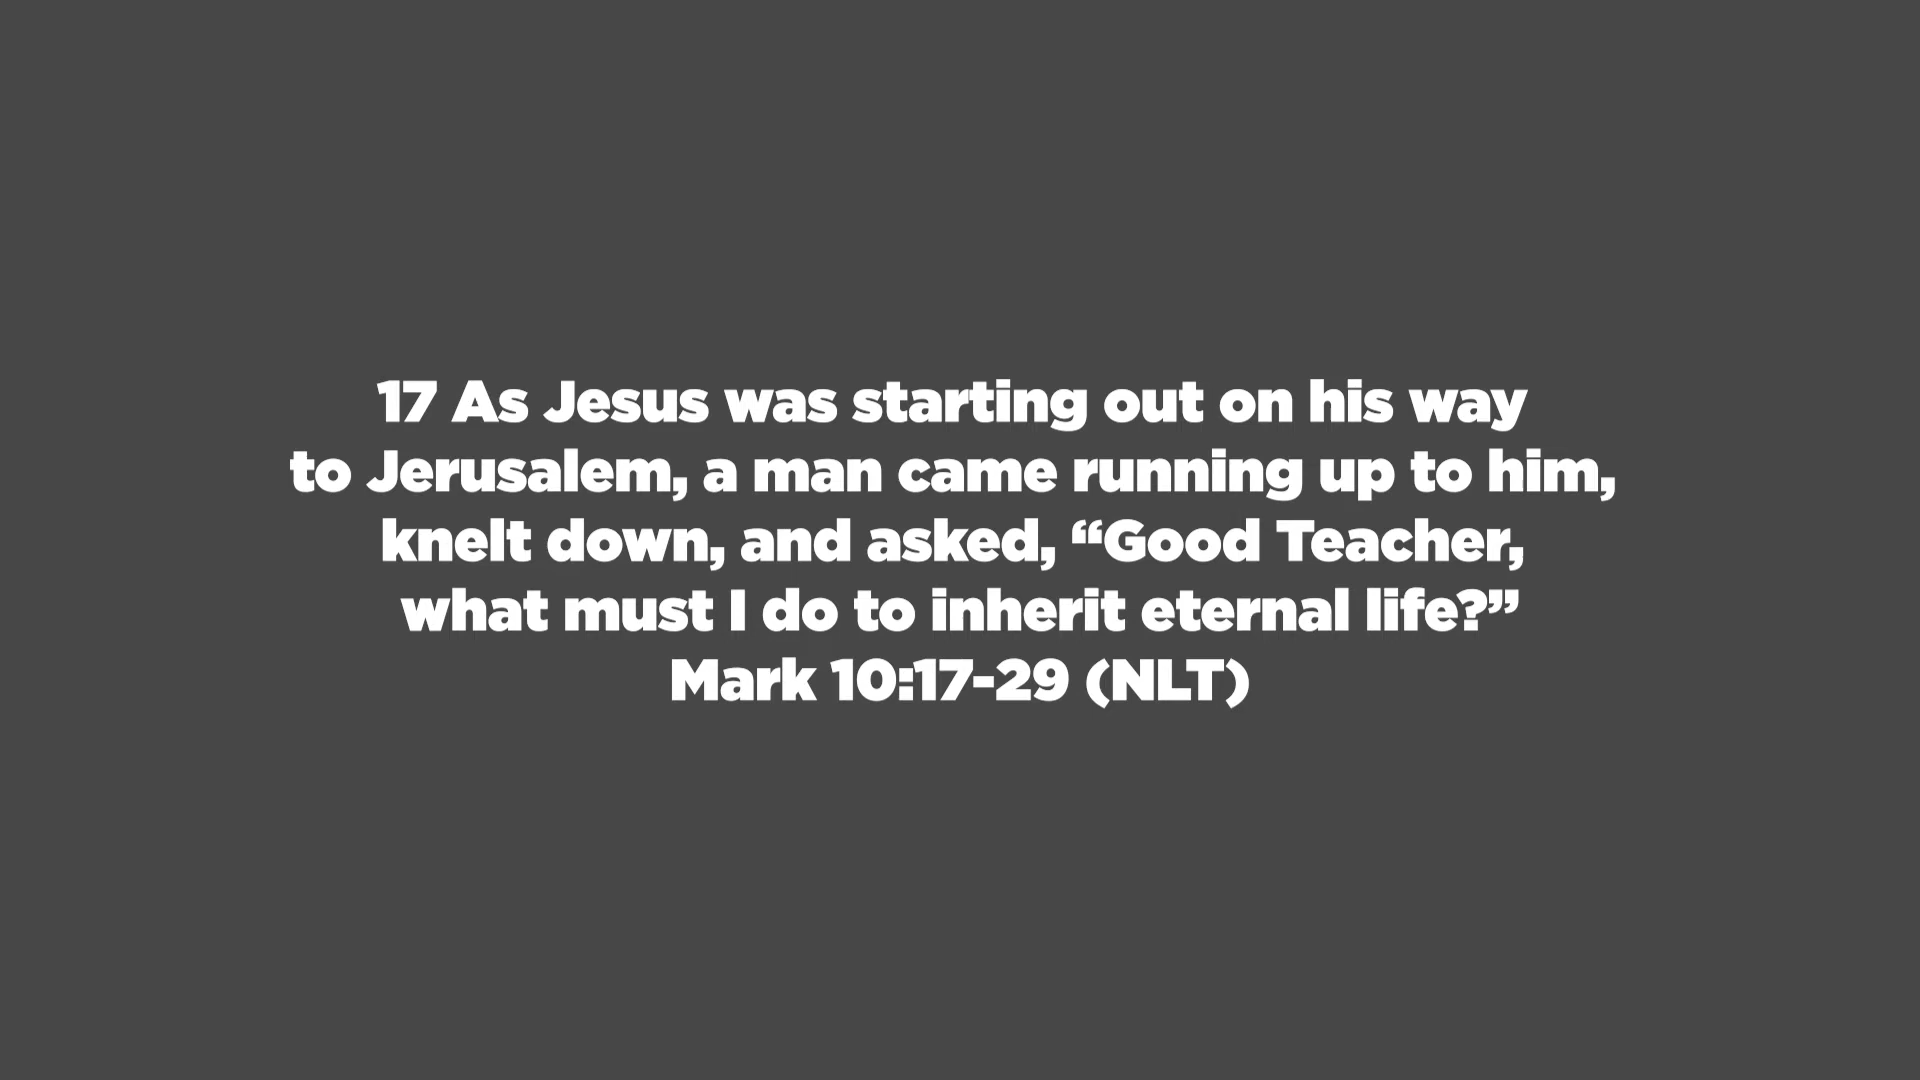 17 As Jesus was starting out on his way
to Jerusalem, a man came running up to him,
knelt down, and asked, “Good Teacher,
what must I do to inherit eternal life?”
Mark 10:17-29 (NLT)